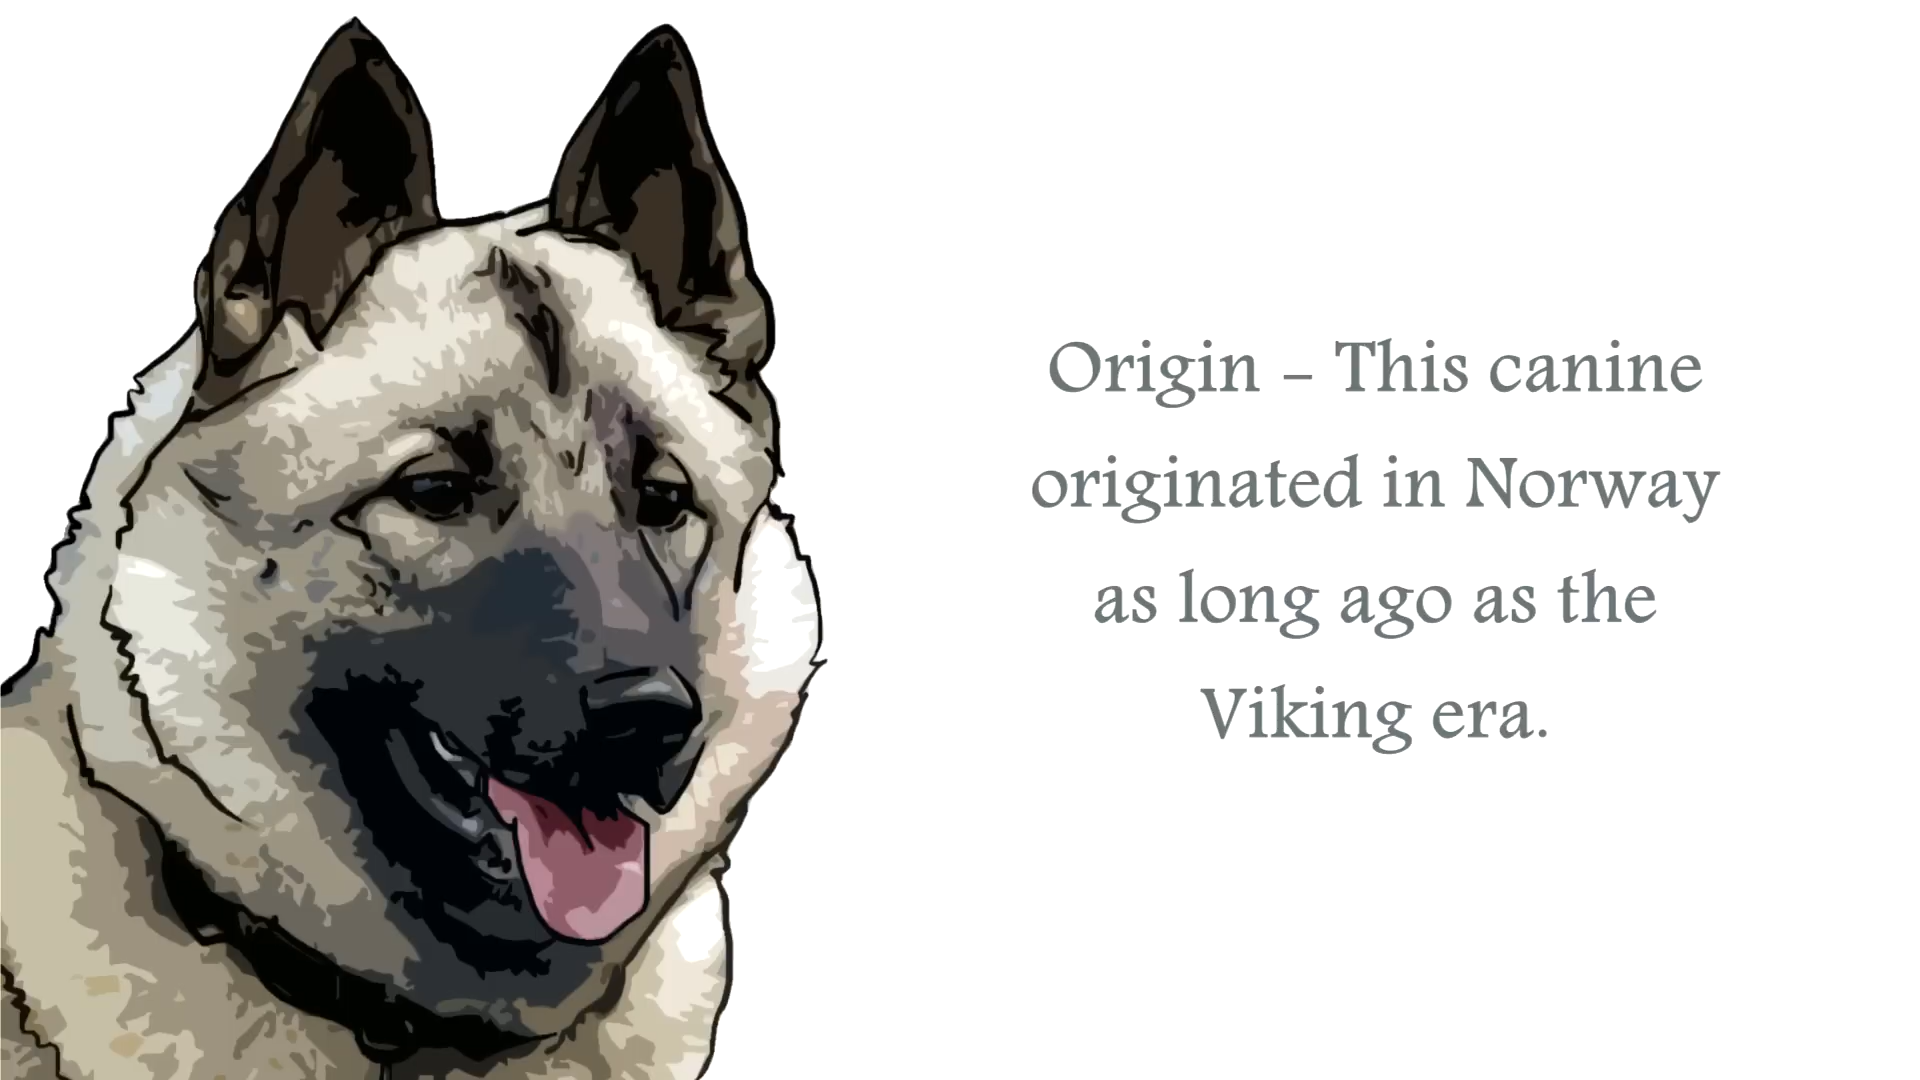 Origin – This canine
originated in Norway
as long ago as the
Viking era.